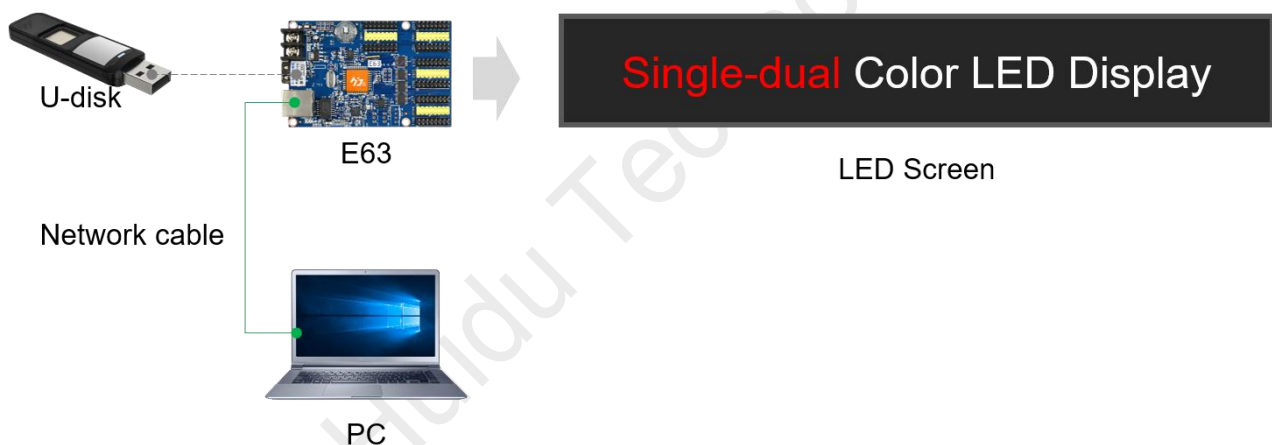 U-disk
E63
Single-dual Color LED Display
LED Screen
Network cable
PC